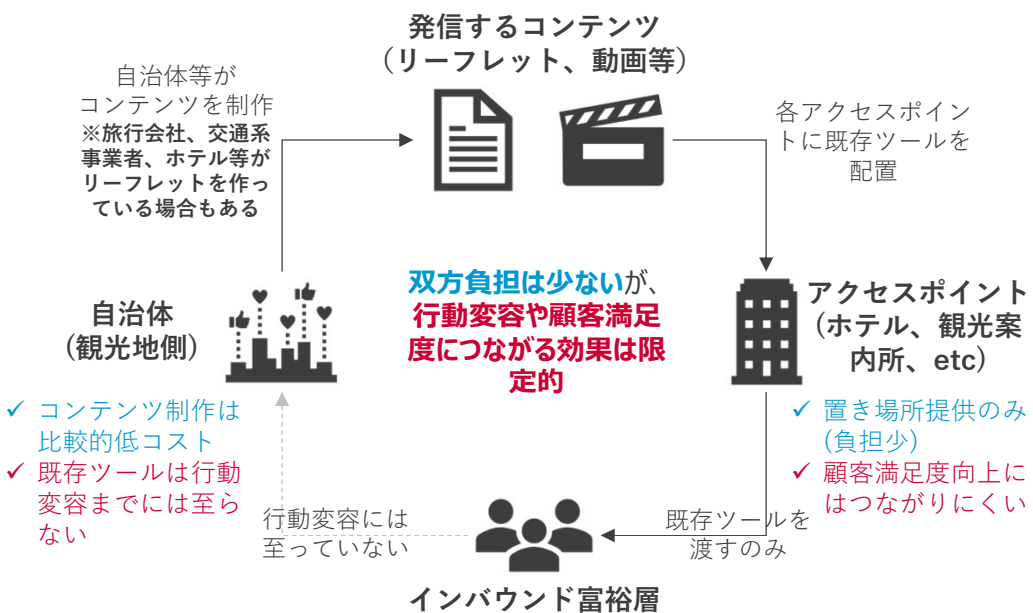 発信するコンテンツ
(リーフレット、動画等)
自治体等が
コンテンツを制作
※旅行会社、交通系
事業者、ホテル等が
リーフレットを作っ
ている場合もある
各アクセスポイン
トに既存ツールを
配置
双方負担は少ないが、
行動変容や顧客満足
度につながる効果は限
定的
自治体
(観光地側)
アクセスポイント
(ホテル、観光案
内所、etc)
✓ コンテンツ制作は
比較的低コスト
✓ 既存ツールは行動
変容までには至ら
ない
✓ 置き場所提供のみ
(負担少)
✓ 顧客満足度向上に
はつながりにくい
行動変容には
至っていない
既存ツールを
渡すのみ
インバウンド富裕層